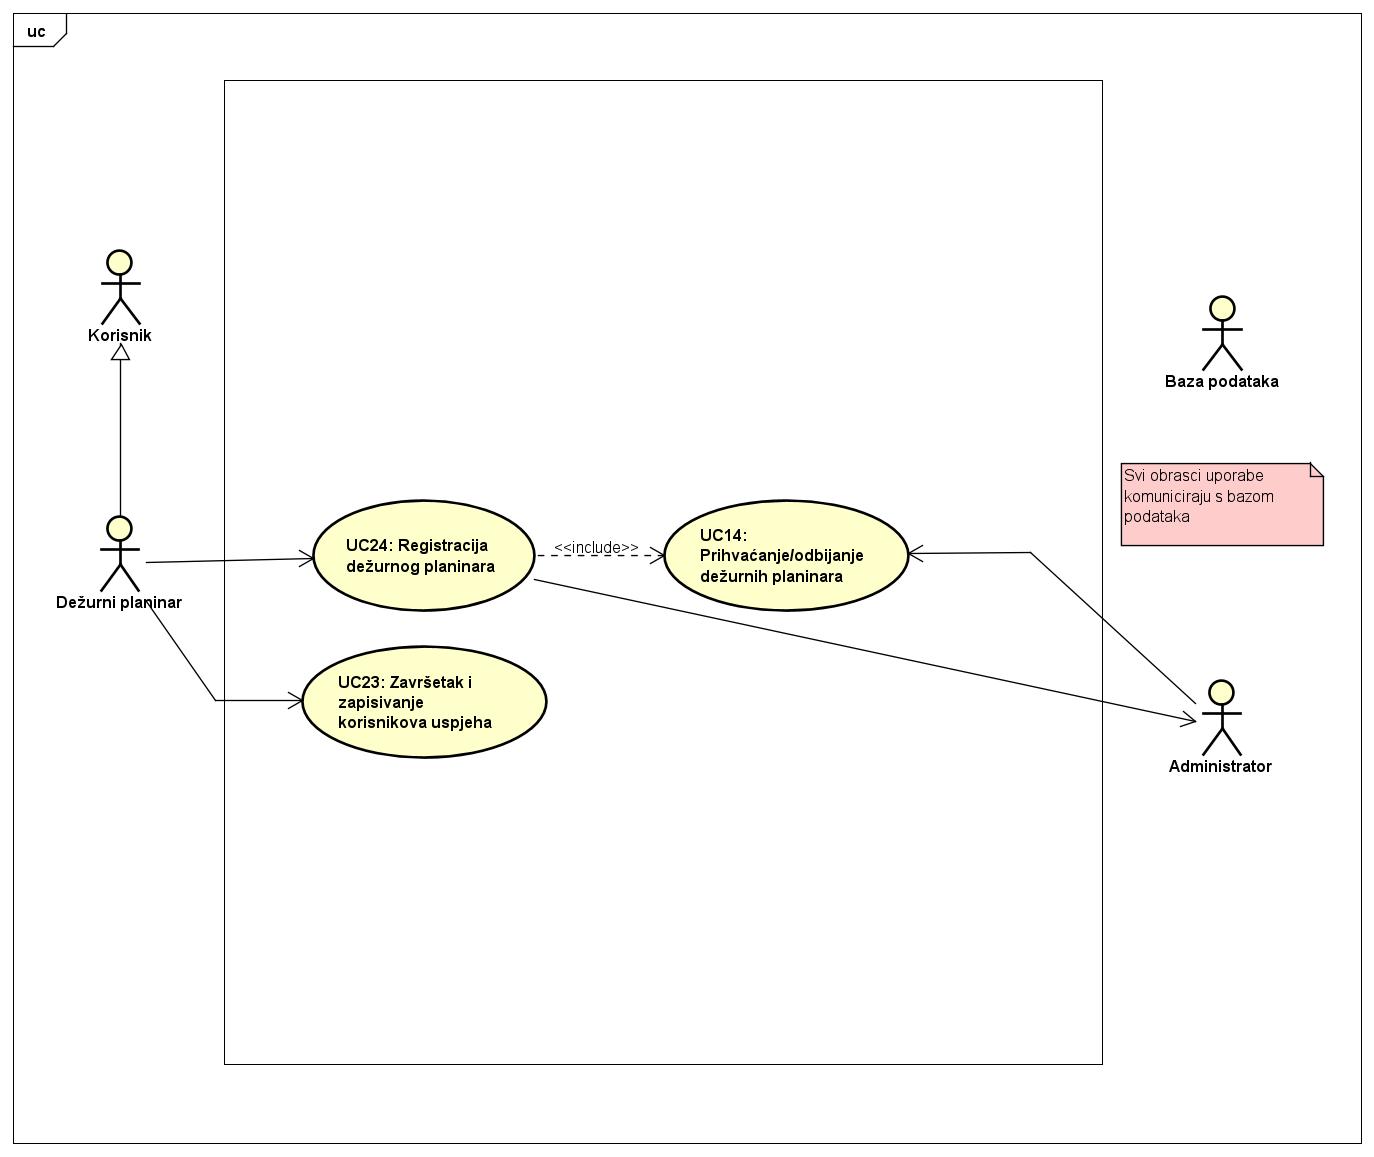 uc
Korisnik
Baza podataka
Svi obrasci uporabe
komuniciraju s bazom
podataka
Dežurni planinar
UC24: Registracija
dežurnog planinara
<<include>>
UC14:
Prihvaćanje/odbijanje
dežurnih planinara
UC23: Završetak i
zapisivanje
korisnikova uspjeha
Administrator